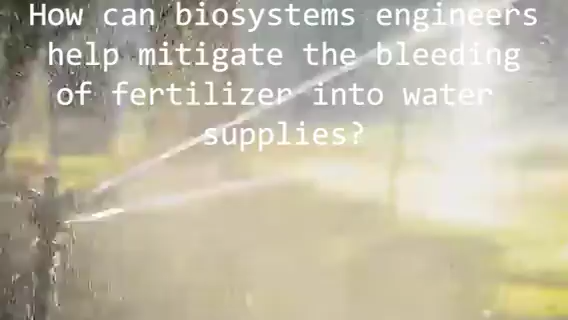 How can biosystems engineers
help mitigate the bleeding
of fertilizer into water
supplies?